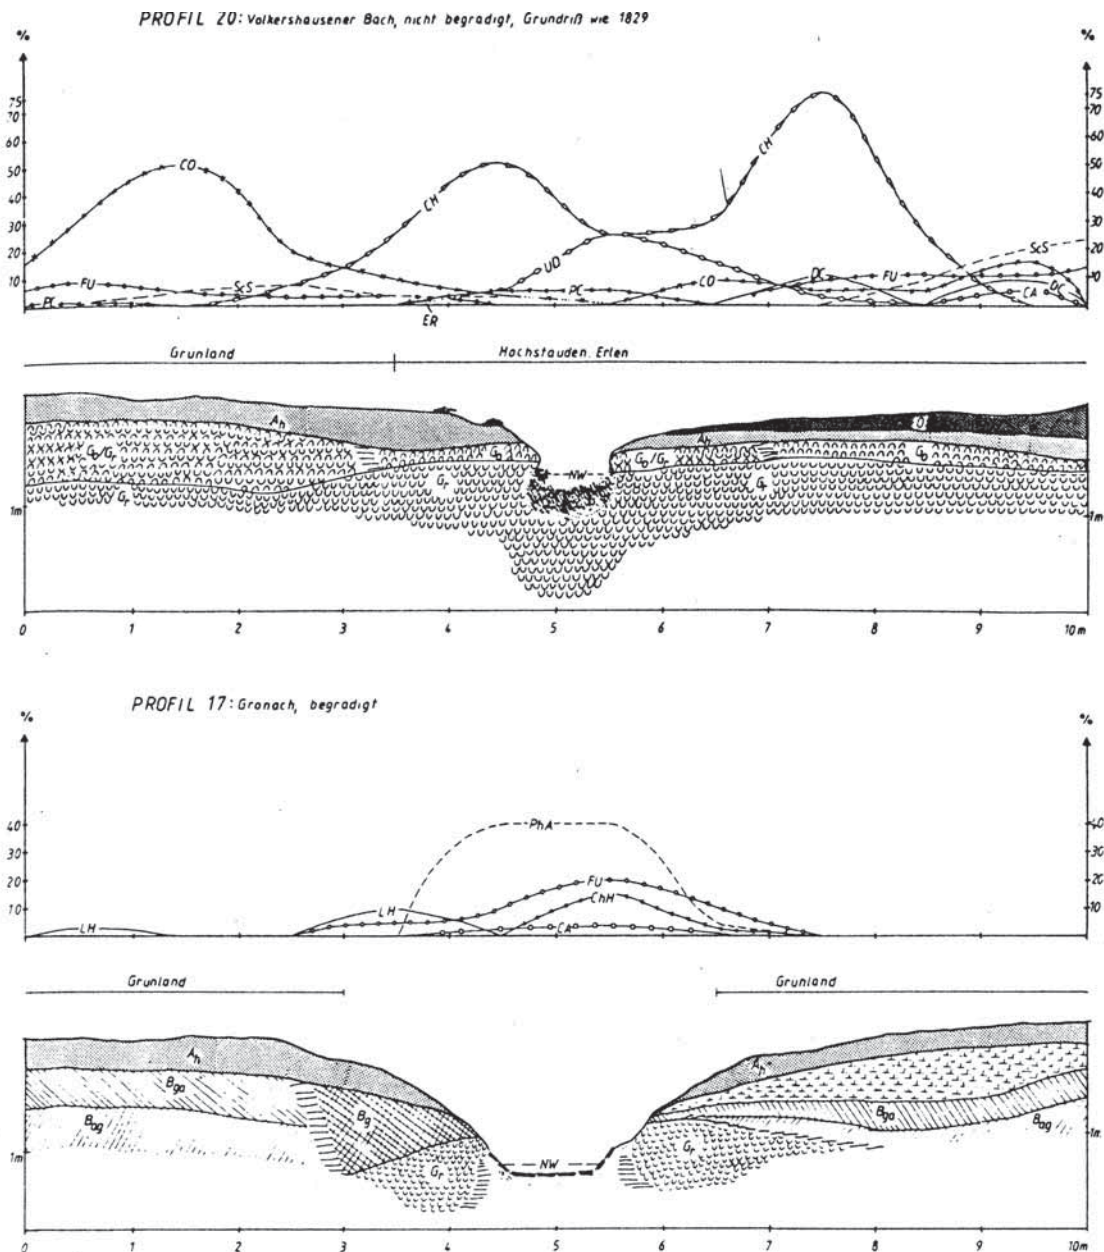 PROFIL 20: Volkershausener Bach, nicht begradigt, Grundriß wie 1829
% %
75 75
70 70
60 60
50 50
40 40
30 30
20 20
10 10
CO CH UD CH
FU ScS PC CO DC FU ScS
PC CA DC
ER
Grunland Hochstauden. Erlen
Ah Ah O
Go/Gr Go Go/Gr Go
Gr Gr Gr
NW
1m 1m
0 1 2 3 4 5 6 7 8 9 10m
PROFIL 17: Gronach, begradigt
% %
40 40
30 30
20 20
10 10
PhA
FU
LH LH ChH
CA
Grunland Grunland
Ah Ah
Bga Bg Bga
Bag Bag
Gr Gr
NW
1m 1m
0 1 2 3 4 5 6 7 8 9 10m